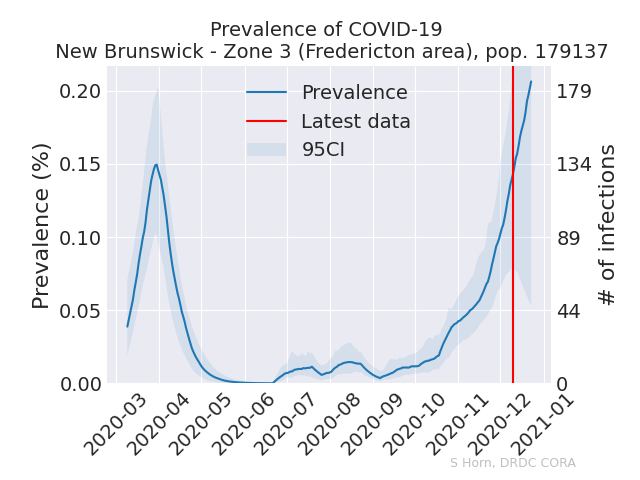 Prevalence of COVID-19
New Brunswick - Zone 3 (Fredericton area), pop. 179137
Prevalence
Latest data
95CI
Prevalence (%)
0.20
0.15
0.10
0.05
0.00
179
134
89
44
0
# of infections
2020-03
2020-04
2020-05
2020-06
2020-07
2020-08
2020-09
2020-10
2020-11
2020-12
2021-01
S Horn, DRDC CORA